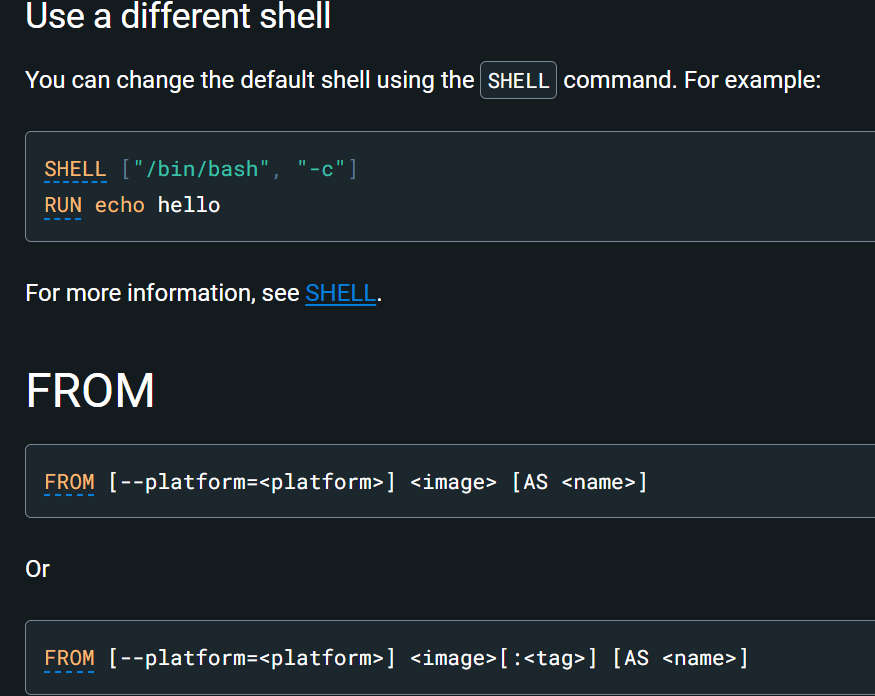 Use a different shell
You can change the default shell using the SHELL command. For example:
SHELL ["/bin/bash", "-c"]
RUN echo hello
For more information, see SHELL.
FROM
FROM [--platform=<platform>] <image> [AS <name>]
Or
FROM [--platform=<platform>] <image>[:<tag>] [AS <name>]